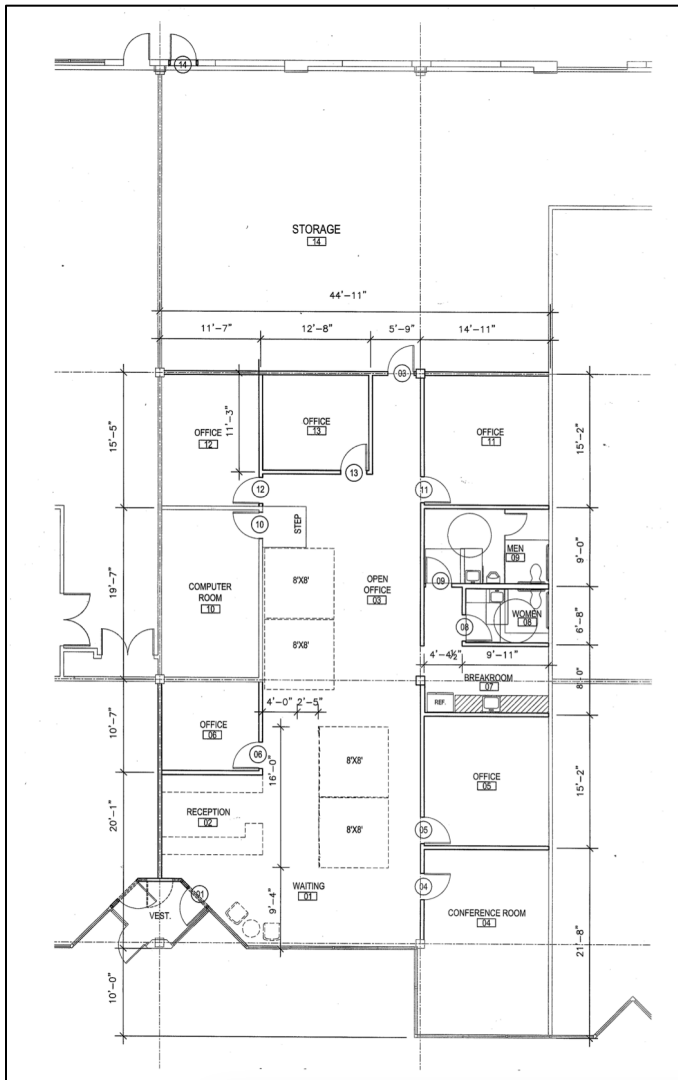 14
STORAGE
14
44'-11"
11'-7"
12'-8"
5'-9"
14'-11"
03
15'-5"
OFFICE
12
11'-3"
OFFICE
13
OFFICE
11
15'-2"
13
12
11
10
STEP
MEN
09
9'-0"
19'-7"
COMPUTER
ROOM
10
8'X8'
OPEN
OFFICE
03
09
WOMEN
08
6'-8"
08
8'X8'
4'-4½"
9'-11"
BREAKROOM
07
8'-0"
REF.
4'-0"
2'-5"
10'-7"
OFFICE
06
06
16'-0"
8'X8'
OFFICE
05
15'-2"
RECEPTION
02
20'-1"
8'X8'
05
WAITING
01
04
01
VEST.
9'-4"
CONFERENCE ROOM
04
21'-8"
10'-0"